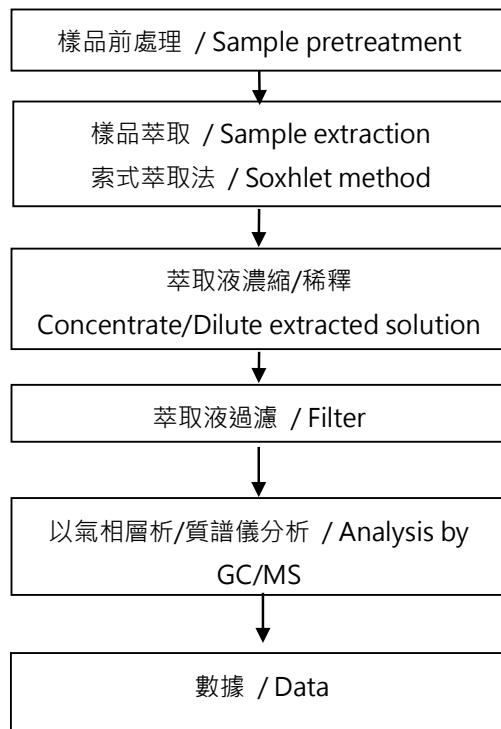 樣品前處理 / Sample pretreatment
樣品萃取 / Sample extraction
索式萃取法 / Soxhlet method
萃取液濃縮/稀釋
Concentrate/Dilute extracted solution
萃取液過濾 / Filter
以氣相層析/質譜儀分析 / Analysis by
GC/MS
數據 / Data